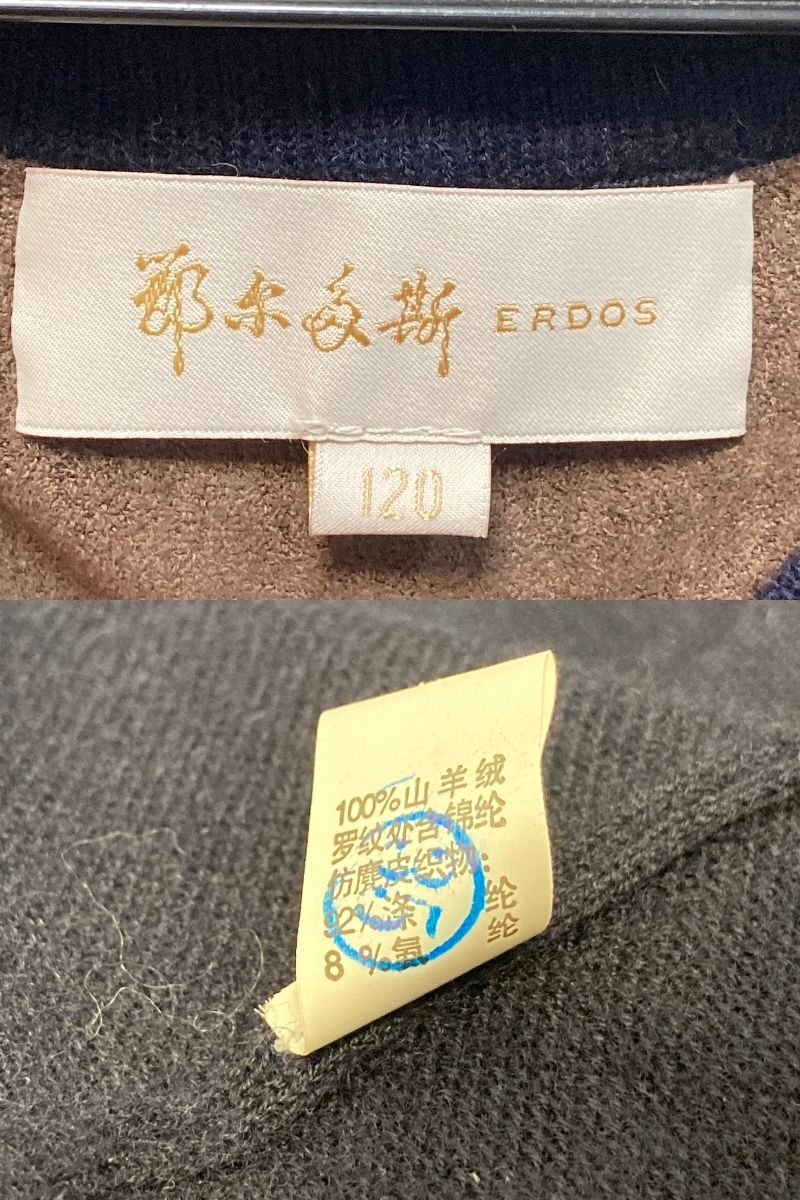 鄂尔多斯 ERDOS
120
100%山羊绒
罗纹处含锦纶
仿麂皮织物:
92%涤 纶
8%氨 纶